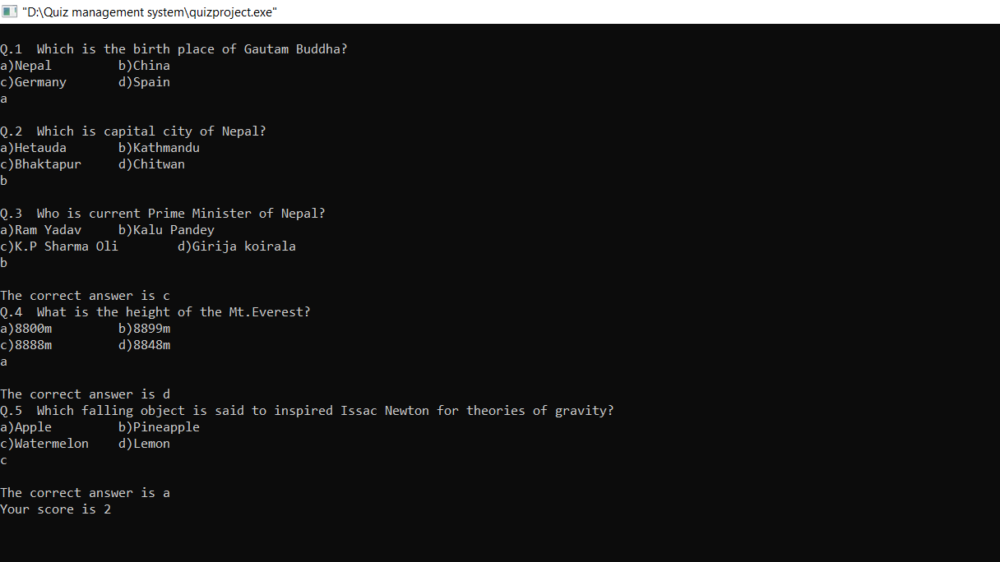 "D:\Quiz management system\quizproject.exe"
Q.1  Which is the birth place of Gautam Buddha?
a)Nepal         b)China
c)Germany       d)Spain
a
Q.2  Which is capital city of Nepal?
a)Hetauda       b)Kathmandu
c)Bhaktapur     d)Chitwan
b
Q.3  Who is current Prime Minister of Nepal?
a)Ram Yadav     b)Kalu Pandey
c)K.P Sharma Oli        d)Girija koirala
b
The correct answer is c
Q.4  What is the height of the Mt.Everest?
a)8800m         b)8899m
c)8888m         d)8848m
a
The correct answer is d
Q.5  Which falling object is said to inspired Issac Newton for theories of gravity?
a)Apple         b)Pineapple
c)Watermelon    d)Lemon
c
The correct answer is a
Your score is 2